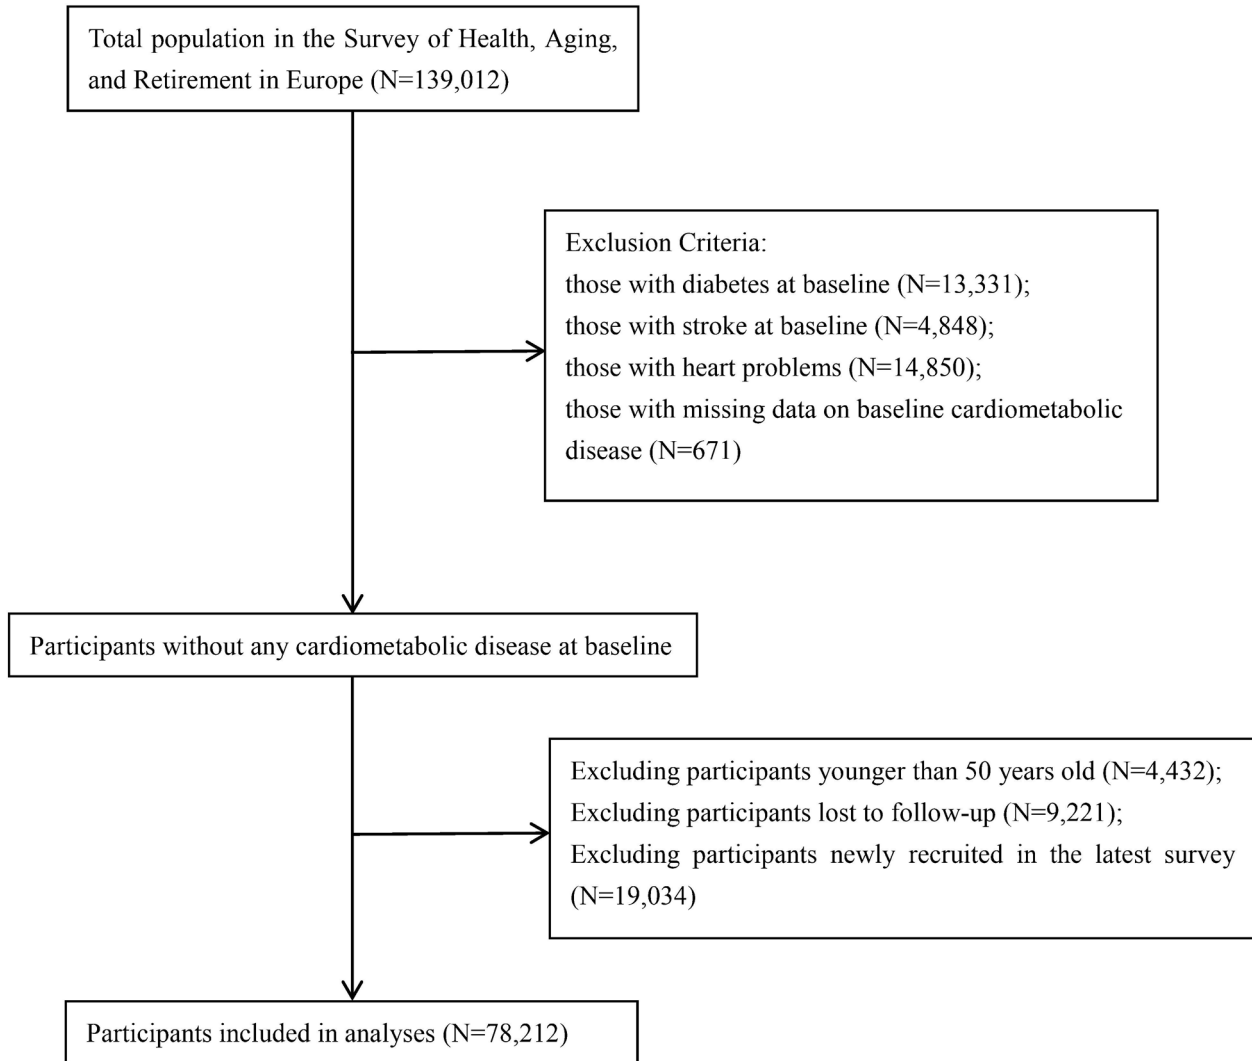 Total population in the Survey of Health, Aging,
and Retirement in Europe (N=139,012)
Exclusion Criteria:
those with diabetes at baseline (N=13,331);
those with stroke at baseline (N=4,848);
those with heart problems (N=14,850);
those with missing data on baseline cardiometabolic
disease (N=671)
Participants without any cardiometabolic disease at baseline
Excluding participants younger than 50 years old (N=4,432);
Excluding participants lost to follow-up (N=9,221);
Excluding participants newly recruited in the latest survey
(N=19,034)
Participants included in analyses (N=78,212)